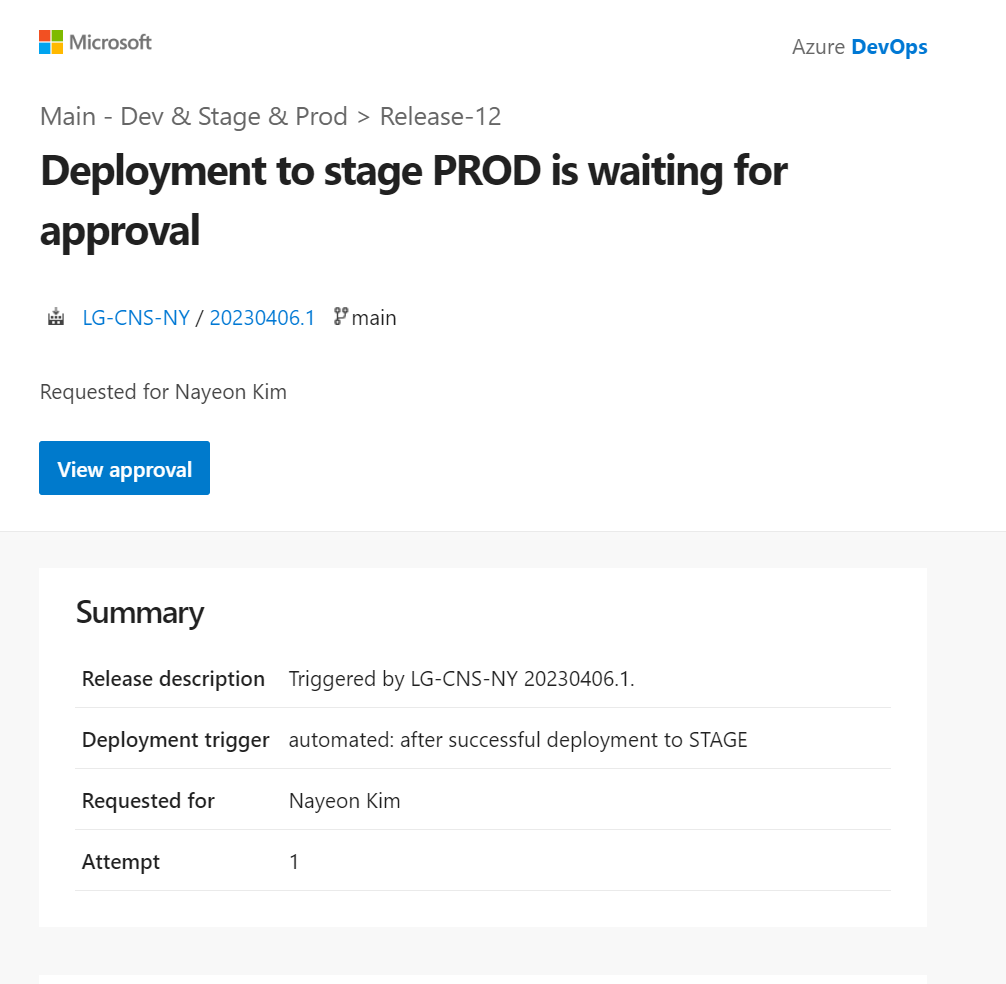 Microsoft
Azure DevOps
Main - Dev & Stage & Prod > Release-12
Deployment to stage PROD is waiting for
approval
LG-CNS-NY / 20230406.1 main
Requested for Nayeon Kim
View approval
Summary
Release description Triggered by LG-CNS-NY 20230406.1.
Deployment trigger automated: after successful deployment to STAGE
Requested for Nayeon Kim
Attempt 1